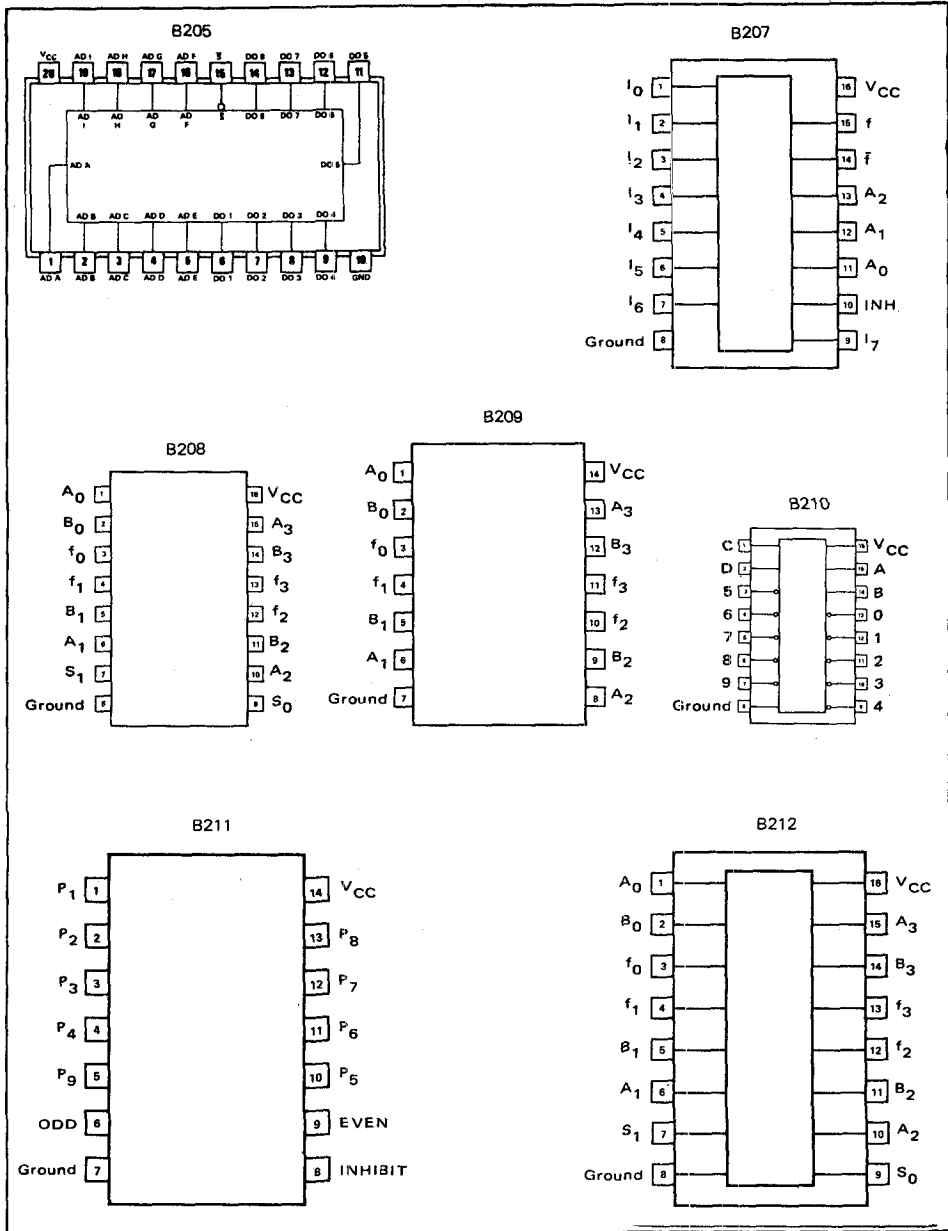 B205
VCC AD I AD H AD G AD F S̅ DO 8 DO 7 DO 6 DO 5
20 19 18 17 16 15 14 13 12 11
AD I AD H AD G AD F S̅ DO 8 DO 7 DO 6
AD A DO 5
AD B AD C AD D AD E DO 1 DO 2 DO 3 DO 4
1 2 3 4 5 6 7 8 9 10
AD A AD B AD C AD D AD E DO 1 DO 2 DO 3 DO 4 GND
B207
I0 1 16 VCC
I1 2 15 f
I2 3 14 f̅
I3 4 13 A2
I4 5 12 A1
I5 6 11 A0
I6 7 10 INH
Ground 8 9 I7
B208
A0 1 16 VCC
B0 2 15 A3
f0 3 14 B3
f1 4 13 f3
B1 5 12 f2
A1 6 11 B2
S1 7 10 A2
Ground 8 9 S0
B209
A0 1 14 VCC
B0 2 13 A3
f0 3 12 B3
f1 4 11 f3
B1 5 10 f2
A1 6 9 B2
Ground 7 8 A2
B210
C 1 16 VCC
D 2 15 A
5 3 14 B
6 4 13 0
7 5 12 1
8 6 11 2
9 7 10 3
Ground 8 9 4
B211
P1 1 14 VCC
P2 2 13 P8
P3 3 12 P7
P4 4 11 P6
P9 5 10 P5
ODD 6 9 EVEN
Ground 7 8 INHIBIT
B212
A0 1 16 VCC
B0 2 15 A3
f0 3 14 B3
f1 4 13 f3
B1 5 12 f2
A1 6 11 B2
S1 7 10 A2
Ground 8 9 S0